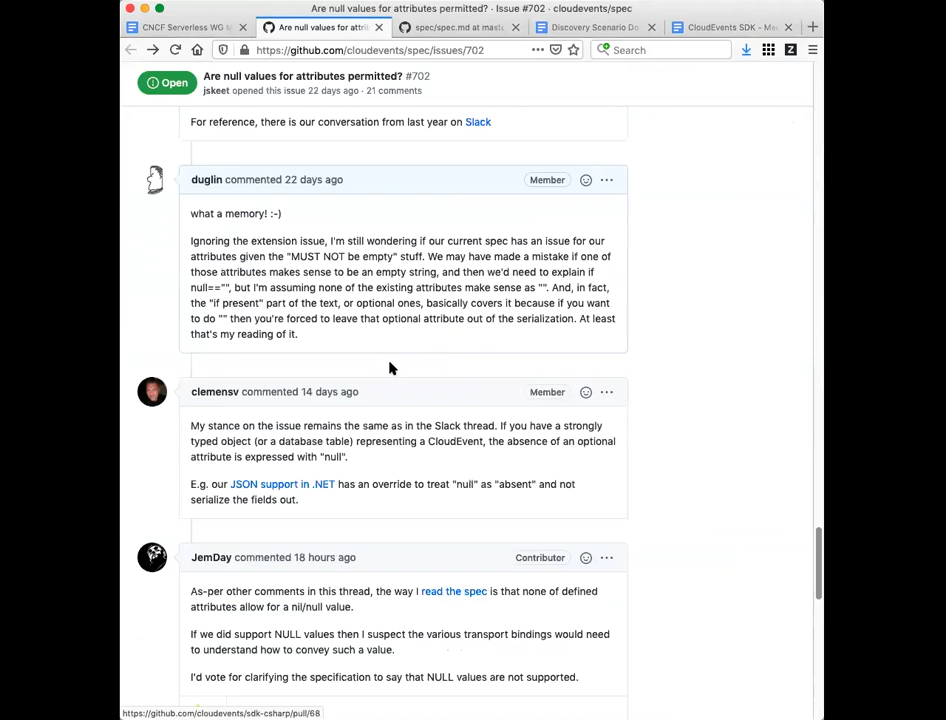 Are null values for attributes permitted? · Issue #702 · cloudevents/spec
CNCF Serverless WG M
Are null values for attri
spec/spec.md at maste
Discovery Scenario Do
CloudEvents SDK – Mee
https://github.com/cloudevents/spec/issues/702
Search
Open
Are null values for attributes permitted? #702
jskeet opened this issue 22 days ago · 21 comments
For reference, there is our conversation from last year on Slack
duglin commented 22 days ago
Member
what a memory! :-)
Ignoring the extension issue, I'm still wondering if our current spec has an issue for our
attributes given the "MUST NOT be empty" stuff. We may have made a mistake if one of
those attributes makes sense to be an empty string, and then we'd need to explain if
null=="", but I'm assuming none of the existing attributes make sense as "". And, in fact,
the "if present" part of the text, or optional ones, basically covers it because if you want
to do "" then you're forced to leave that optional attribute out of the serialization. At least
that's my reading of it.
clemensv commented 14 days ago
Member
My stance on the issue remains the same as in the Slack thread. If you have a strongly
typed object (or a database table) representing a CloudEvent, the absence of an optional
attribute is expressed with "null".
E.g. our JSON support in .NET has an override to treat "null" as "absent" and not
serialize the fields out.
JemDay commented 18 hours ago
Contributor
As-per other comments in this thread, the way I read the spec is that none of defined
attributes allow for a nil/null value.
If we did support NULL values then I suspect the various transport bindings would need
to understand how to convey such a value.
I'd vote for clarifying the specification to say that NULL values are not supported.
https://github.com/cloudevents/sdk-csharp/pull/68